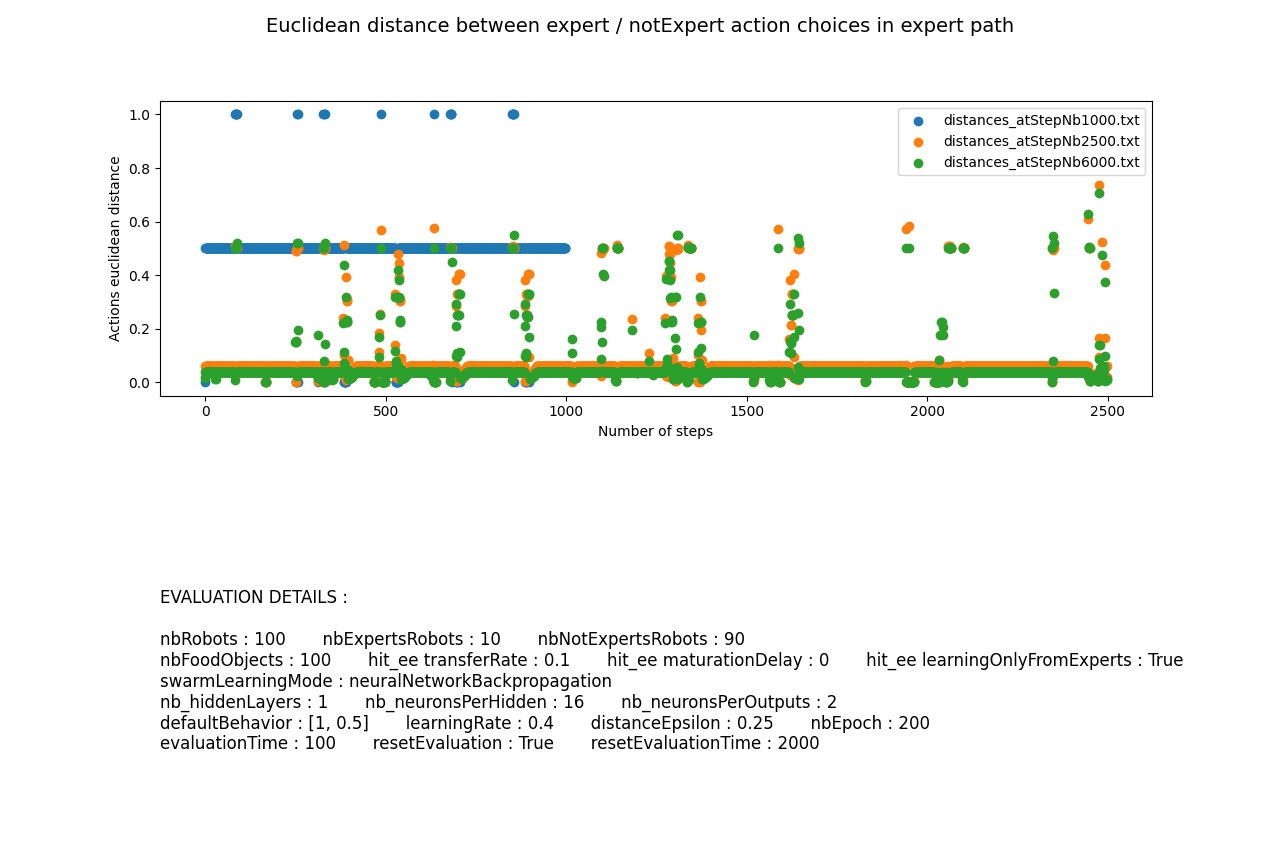 Euclidean distance between expert / notExpert action choices in expert path
1.0
0.8
0.6
0.4
0.2
0.0
Actions euclidean distance
distances_atStepNb1000.txt
distances_atStepNb2500.txt
distances_atStepNb6000.txt
0 500 1000 1500 2000 2500
Number of steps
EVALUATION DETAILS :
nbRobots : 100 nbExpertsRobots : 10 nbNotExpertsRobots : 90
nbFoodObjects : 100 hit_ee transferRate : 0.1 hit_ee maturationDelay : 0 hit_ee learningOnlyFromExperts : True
swarmLearningMode : neuralNetworkBackpropagation
nb_hiddenLayers : 1 nb_neuronsPerHidden : 16 nb_neuronsPerOutputs : 2
defaultBehavior : [1, 0.5] learningRate : 0.4 distanceEpsilon : 0.25 nbEpoch : 200
evaluationTime : 100 resetEvaluation : True resetEvaluationTime : 2000